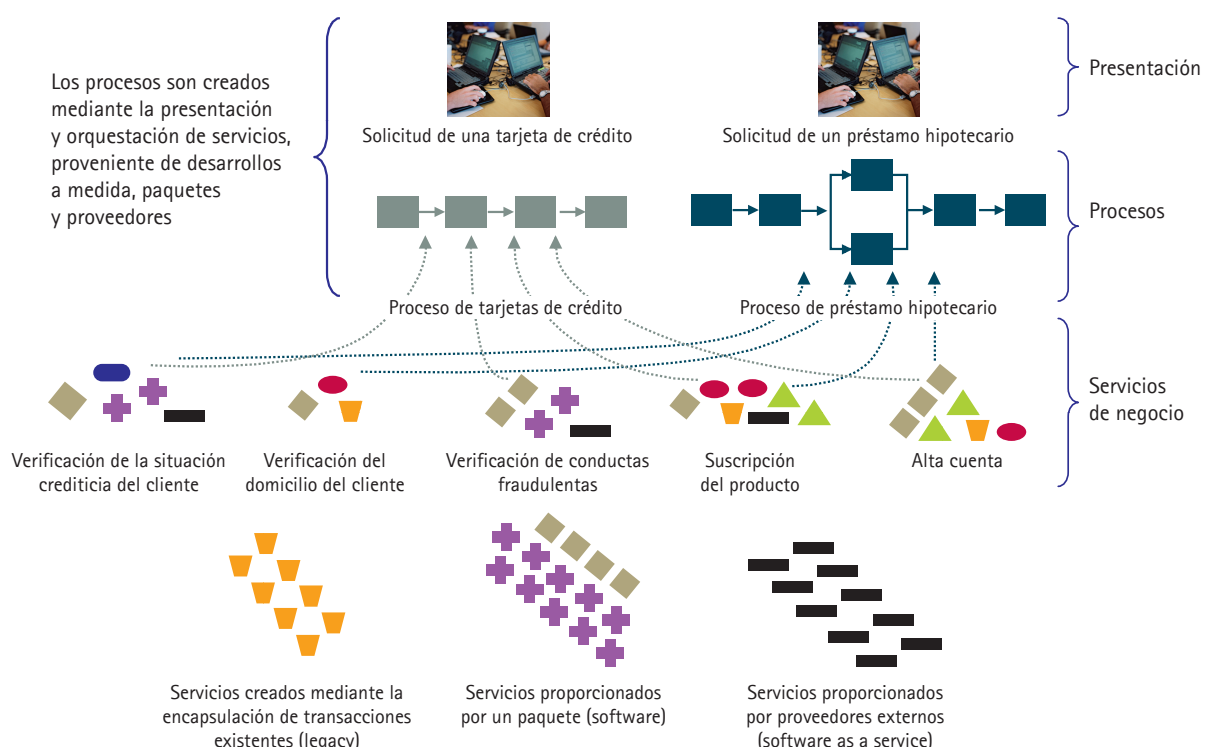 Los procesos son creados
mediante la presentación
y orquestación de servicios,
proveniente de desarrollos
a medida, paquetes
y proveedores
Solicitud de una tarjeta de crédito
Solicitud de un préstamo hipotecario
Presentación
Procesos
Proceso de tarjetas de crédito
Proceso de préstamo hipotecario
Servicios
de negocio
Verificación de la situación
crediticia del cliente
Verificación del
domicilio del cliente
Verificación de conductas
fraudulentas
Suscripción
del producto
Alta cuenta
Servicios creados mediante la
encapsulación de transacciones
existentes (legacy)
Servicios proporcionados
por un paquete (software)
Servicios proporcionados
por proveedores externos
(software as a service)